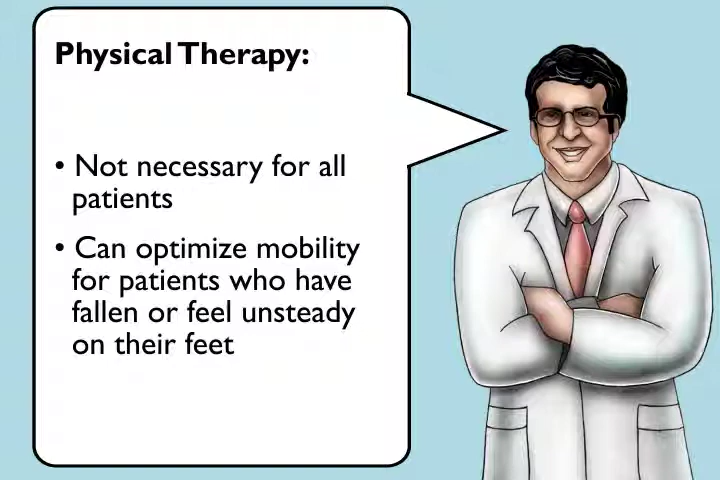 Physical Therapy:
• Not necessary for all
patients
• Can optimize mobility
for patients who have
fallen or feel unsteady
on their feet